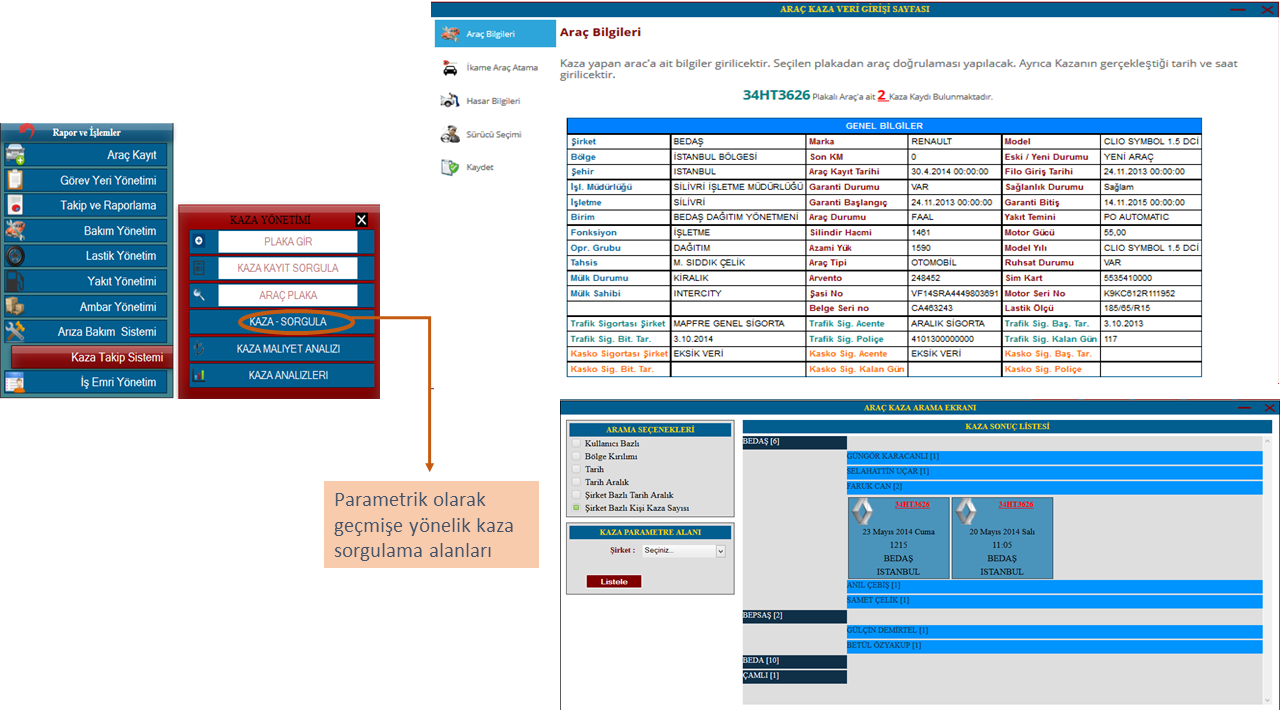 ARAÇ KAZA VERİ GİRİŞİ SAYFASI
Araç Bilgileri
İkame Araç Atama
Hasar Bilgileri
Sürücü Seçimi
Kaydet
Araç Bilgileri
Kaza yapan arac'a ait bilgiler girilicektir. Seçilen plakadan araç doğrulaması yapılacak. Ayrıca Kazanın gerçekleştiği tarih ve saat
girilicektir.
34HT3626 Plakalı Araç'a ait 2 Kaza Kaydı Bulunmaktadır.
GENEL BİLGİLER
Şirket BEDAŞ Marka RENAULT Model CLIO SYMBOL 1.5 DCİ
Bölge İSTANBUL BÖLGESİ Son KM 0 Eski / Yeni Durumu YENİ ARAÇ
Şehir ISTANBUL Araç Kayıt Tarihi 30.4.2014 00:00:00 Filo Giriş Tarihi 24.11.2013 00:00:00
Işl. Müdürlüğü SİLİVRİ İŞLETME MÜDÜRLÜĞÜ Garanti Durumu VAR Sağlanlık Durumu Sağlam
İşletme SİLİVRİ Garanti Başlangıç 24.11.2013 00:00:00 Garanti Bitiş 14.11.2015 00:00:00
Birim BEDAŞ DAĞITIM YÖNETMENİ Araç Durumu FAAL Yakıt Temini PO AUTOMATIC
Fonksiyon İŞLETME Silindir Hacmi 1461 Motor Gücü 55,00
Opr. Grubu DAĞITIM Azami Yük 1590 Model Yılı CLIO SYMBOL 1.5 DCİ
Tahsis M. SIDDIK ÇELİK Araç Tipi OTOMOBİL Ruhsat Durumu VAR
Mülk Durumu KİRALIK Arvento 248452 Sim Kart 5535410000
Mülk Sahibi INTERCITY Şasi No VF14SRA4449803691 Motor Seri No K9KC612R111952
Belge Seri no CA463243 Lastik Ölçü 185/65/R15
Trafik Sigortası Şirket MAPFRE GENEL SİGORTA Trafik Sig. Acente ARALIK SİGORTA Trafik Sig. Baş. Tar. 3.10.2013
Trafik Sig. Bit. Tar. 3.10.2014 Trafik Sig. Poliçe 4101300000000 Trafik Sig. Kalan Gün 117
Kasko Sigortası Şirket EKSİK VERİ Kasko Sig. Acente EKSİK VERİ Kasko Sig. Baş. Tar.
Kasko Sig. Bit. Tar. Kasko Sig. Kalan Gün Kasko Sig. Poliçe
Rapor ve İşlemler
Araç Kayıt
Görev Yeri Yönetimi
Takip ve Raporlama
Bakım Yönetim
Lastik Yönetim
Yakıt Yönetimi
Ambar Yönetimi
Arıza Bakım Sistemi
Kaza Takip Sistemi
İş Emri Yönetim
KAZA YÖNETİMİ X
PLAKA GİR
KAZA KAYIT SORGULA
ARAÇ PLAKA
KAZA - SORGULA
KAZA MALIYET ANALIZI
KAZA ANALIZLERI
Parametrik olarak
geçmişe yönelik kaza
sorgulama alanları
ARAÇ KAZA ARAMA EKRANI
ARAMA SEÇENEKLERİ
Kullanıcı Bazlı
Bölge Kırılımı
Tarih
Tarih Aralık
Şirket Bazlı Tarih Aralık
Şirket Bazlı Kişi Kaza Sayısı
KAZA PARAMETRE ALANI
Şirket : Seçiniz..
Listele
KAZA SONUÇ LİSTESİ
BEDAŞ [6]
GÜNGÖR KARACANLI [1]
SELAHATTİN UÇAR [1]
FARUK CAN [2]
34HT3626 34HT3626
23 Mayıs 2014 Cuma 20 Mayıs 2014 Salı
1215 11:05
BEDAŞ BEDAŞ
ISTANBUL ISTANBUL
ANIL ÇEBİŞ [1]
SAMET ÇELİK [1]
BEPSAŞ [2]
GÜLÇİN DEMİRTEL [1]
BETÜL ÖZYAKUP [1]
BEDA [10]
ÇAMLI [1]